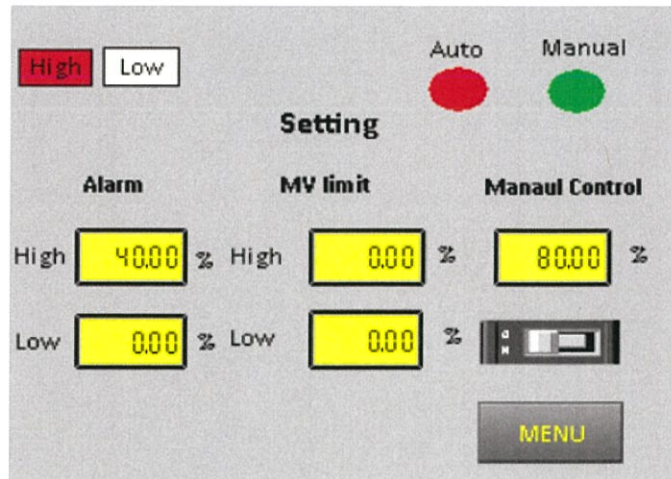 High Low
Auto Manual
Setting
Alarm MV limit Manaul Control
High 40.00 % High 0.00 % 80.00 %
Low 0.00 % Low 0.00 %
MENU